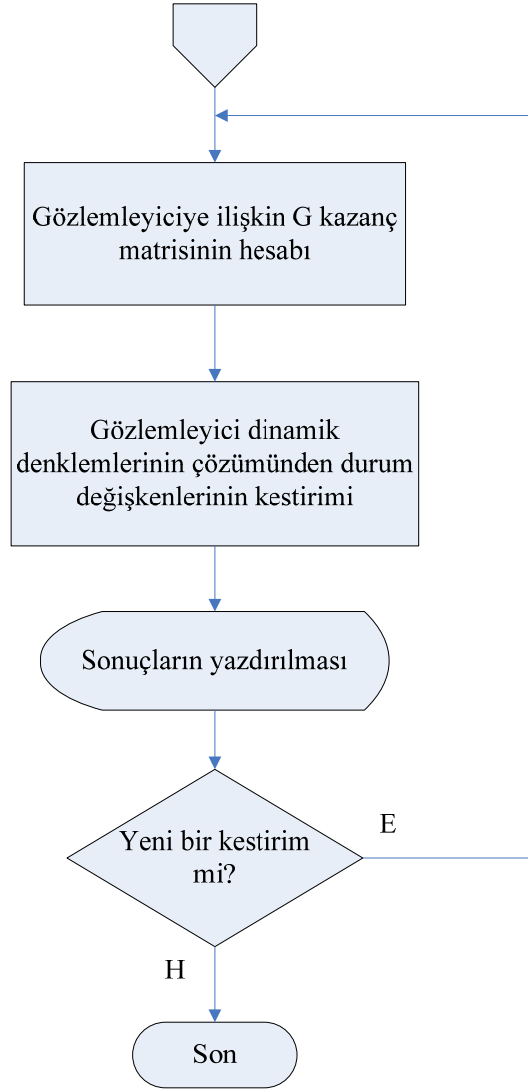 Gözlemleyiciye ilişkin G kazanç
matrisinin hesabı
Gözlemleyici dinamik
denklemlerinin çözümünden durum
değişkenlerinin kestirimi
Sonuçların yazdırılması
Yeni bir kestirim
mi?
E
H
Son